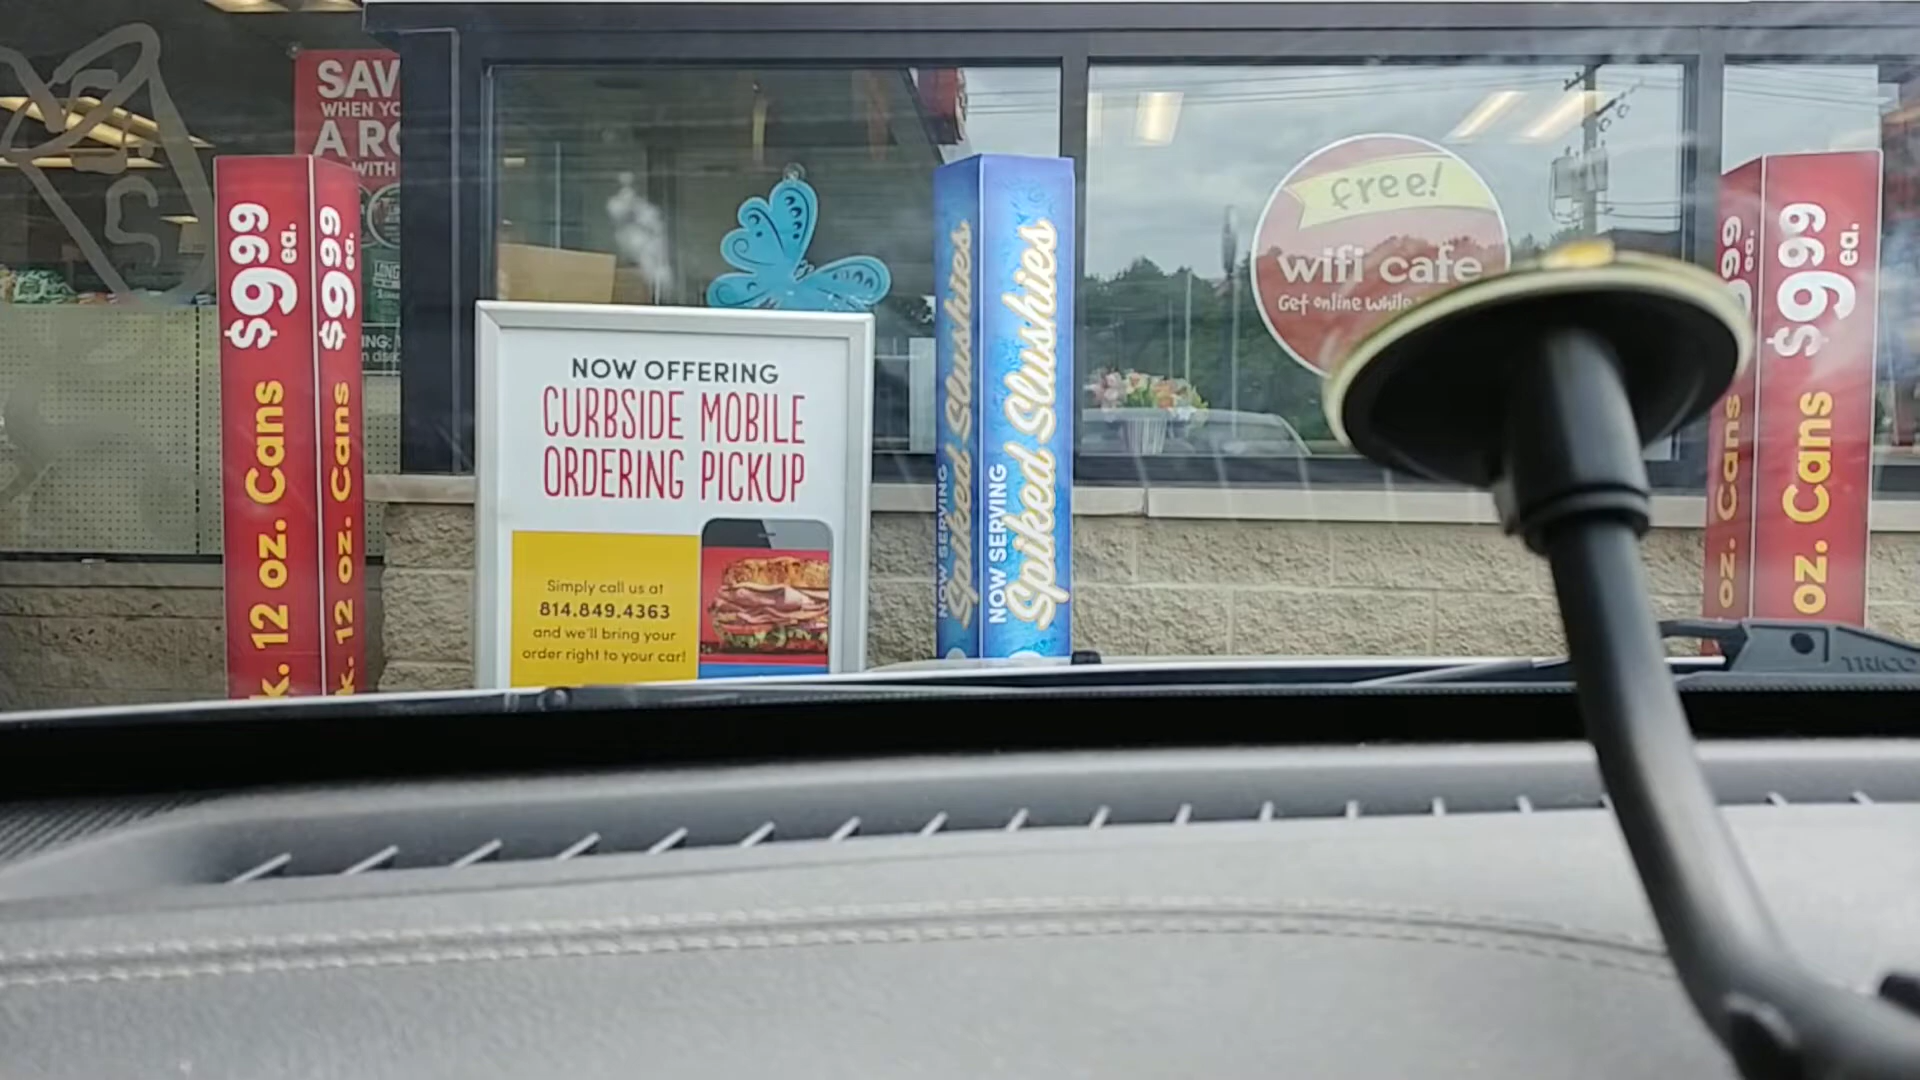 SAV
WHEN YO
A RO
WITH
$9.99
ea.
k. 12 oz. Cans
$9.99
ea.
k. 12 oz. Cans
NOW OFFERING
CURBSIDE MOBILE
ORDERING PICKUP
Simply call us at
814.849.4363
and we'll bring your
order right to your car!
NOW SERVING
Spiked Slushies
NOW SERVING
Spiked Slushies
free!
wifi cafe
Get online while
99
ea.
oz. Cans
$9.99
ea.
oz. Cans
TRICO